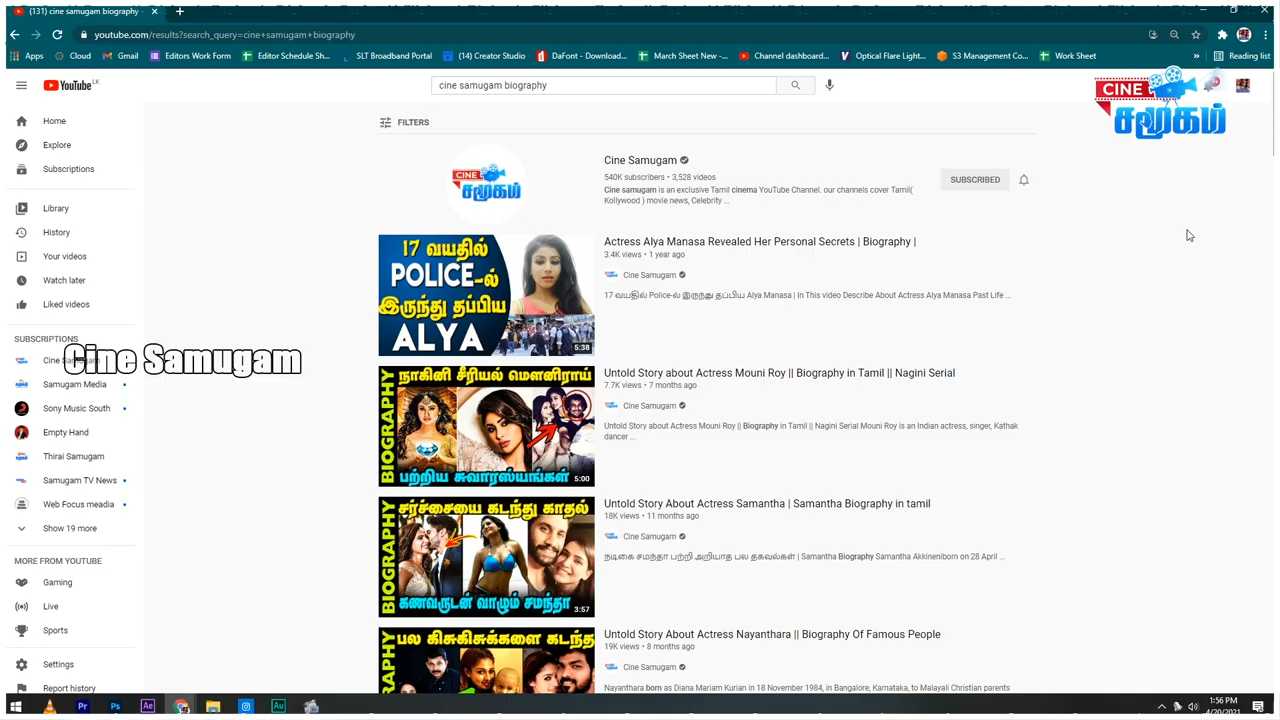 (131) cine samugam biography -
youtube.com/results?search_query=cine+samugam+biography
Apps Cloud Gmail Editors Work Form Editor Schedule Sh... SLT Broadband Portal (14) Creator Studio DaFont - Download... March Sheet New -... Channel dashboard... Optical Flare Light... S3 Management Co... Work Sheet » Reading list
YouTube LK
cine samugam biography
CINE
சமூகம்
Home
Explore
Subscriptions
Library
History
Your videos
Watch later
Liked videos
SUBSCRIPTIONS
Cine Samugam
Samugam Media
Sony Music South
Empty Hand
Thirai Samugam
Samugam TV News
Web Focus meadia
Show 19 more
MORE FROM YOUTUBE
Gaming
Live
Sports
Settings
Report history
Cine Samugam
FILTERS
CINE
சமூகம்
Cine Samugam
540K subscribers • 3,528 videos
Cine samugam is an exclusive Tamil cinema YouTube Channel. our channels cover Tamil(
Kollywood ) movie news, Celebrity ...
SUBSCRIBED
17 வயதில்
POLICE-ல்
இருந்து தப்பிய
ALYA
5:38
Actress Alya Manasa Revealed Her Personal Secrets | Biography |
3.4K views • 1 year ago
Cine Samugam
17 வயதில் Police-ல் இருந்து தப்பிய Alya Manasa | In This video Describe About Actress Alya Manasa Past Life ...
BIOGRAPHY
நாகினி சீரியல் மௌனிராய்
பற்றிய சுவாரஸ்யங்கள்
5:00
Untold Story about Actress Mouni Roy || Biography in Tamil || Nagini Serial
7.7K views • 7 months ago
Cine Samugam
Untold Story about Actress Mouni Roy || Biography in Tamil || Nagini Serial Mouni Roy is an Indian actress, singer, Kathak
dancer ...
BIOGRAPHY
சர்ச்சையை கடந்து காதல்
கணவருடன் வாழும் சமந்தா
3:57
Untold Story About Actress Samantha | Samantha Biography in tamil
18K views • 11 months ago
Cine Samugam
நடிகை சமந்தா பற்றி அறியாத பல தகவல்கள் | Samantha Biography Samantha Akkineniborn on 28 April ...
பல கிசுகிசுக்களை கடந்த
Untold Story About Actress Nayanthara || Biography Of Famous People
19K views • 8 months ago
Cine Samugam
Nayanthara born as Diana Mariam Kurian in 18 November 1984, in Bangalore, Karnataka, to Malayali Christian parents
Pr Ps Ae Au
1:56 PM
4/20/2021